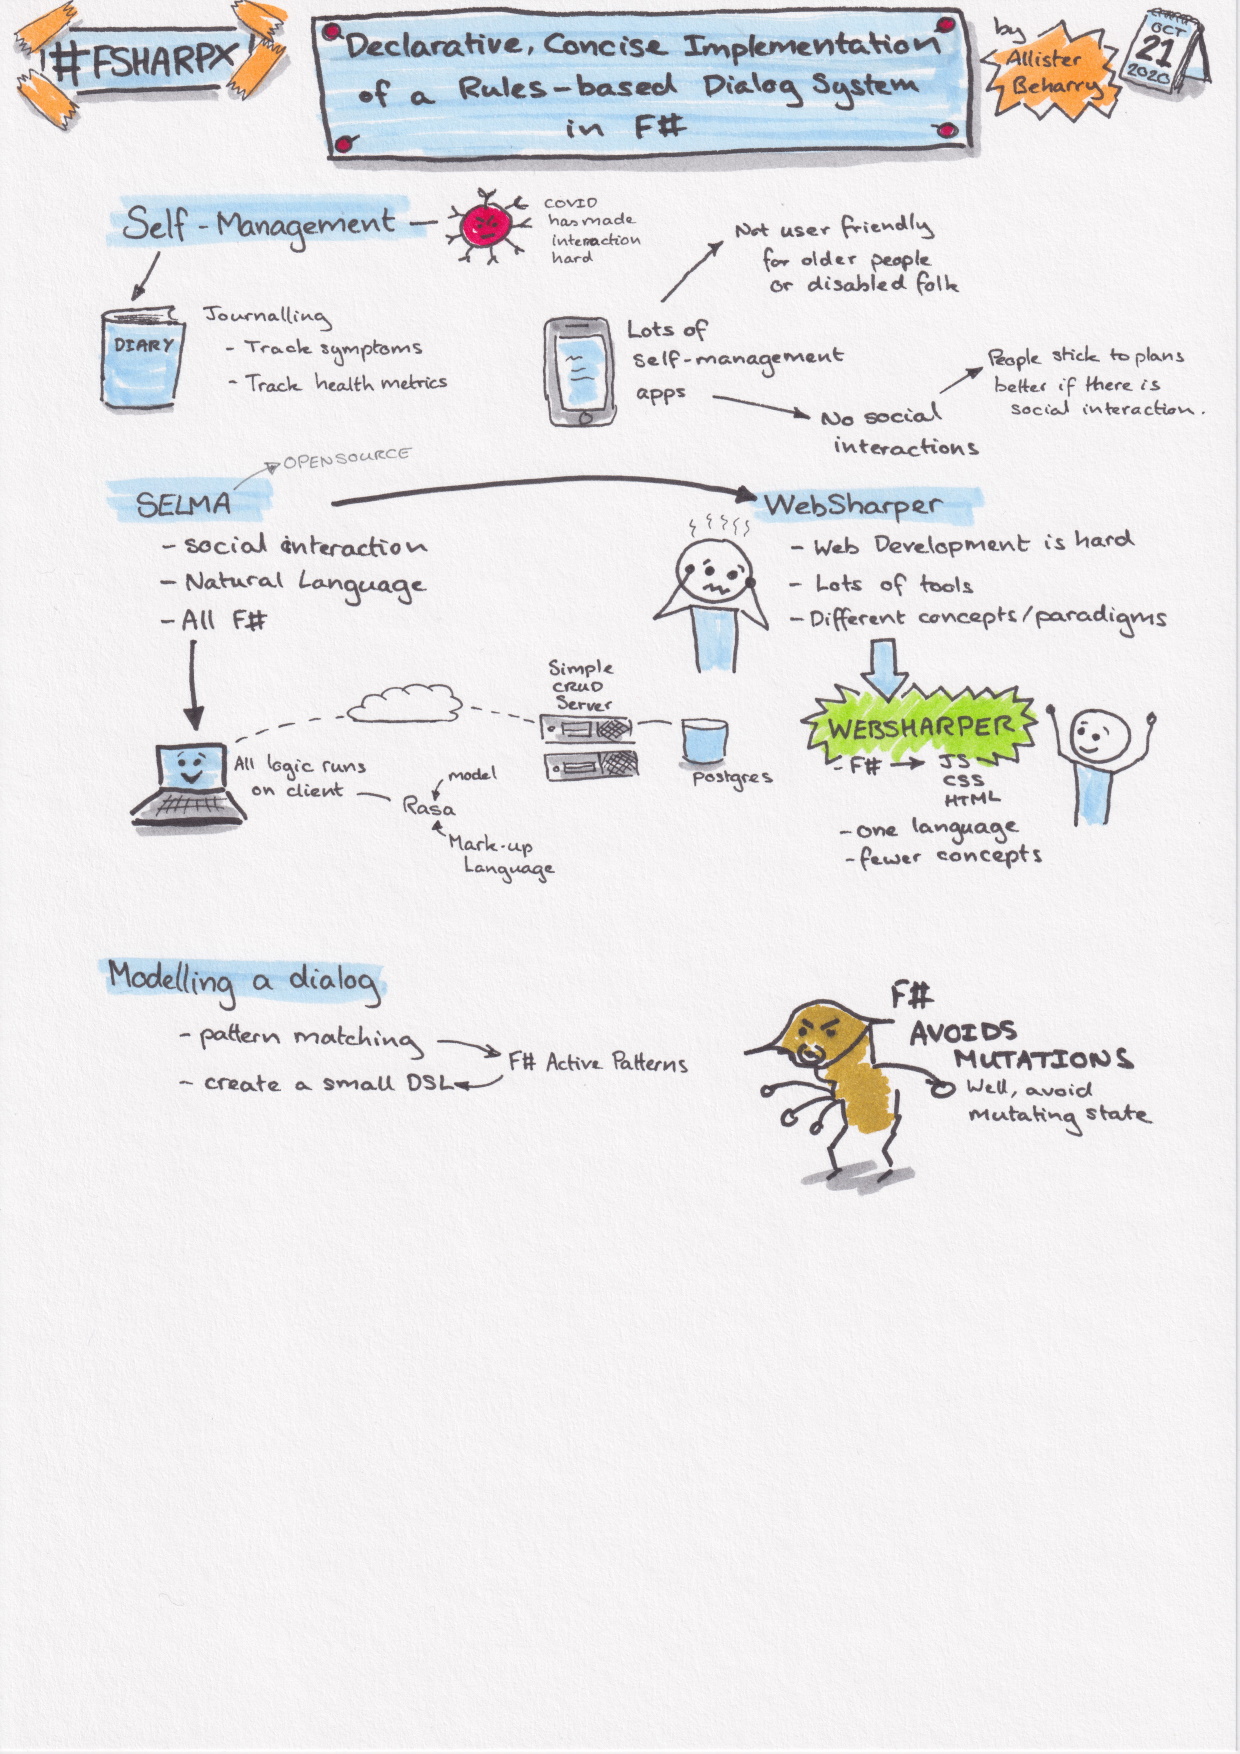 #FSHARPX
Declarative, Concise Implementation
of a Rules-based Dialog System
in F#
by
Allister
Beharry
OCT
21
2020
Self-Management
COVID
has made
interaction
hard
DIARY
Journalling
- Track symptoms
- Track health metrics
Lots of
self-management
apps
Not user friendly
for older people
or disabled folk
No social
interactions
People stick to plans
better if there is
social interaction.
SELMA
OPENSOURCE
- social interaction
- Natural Language
- All F#
All logic runs
on client
Rasa
model
Mark-up
Language
Simple
CRUD
Server
Postgres
WebSharper
- Web Development is hard
- Lots of tools
- Different concepts/paradigms
WEBSHARPER
- F# → JS
CSS
HTML
- one language
- fewer concepts
Modelling a dialog
- pattern matching
- create a small DSL
F# Active Patterns
F#
AVOIDS
MUTATIONS
Well, avoid
mutating state